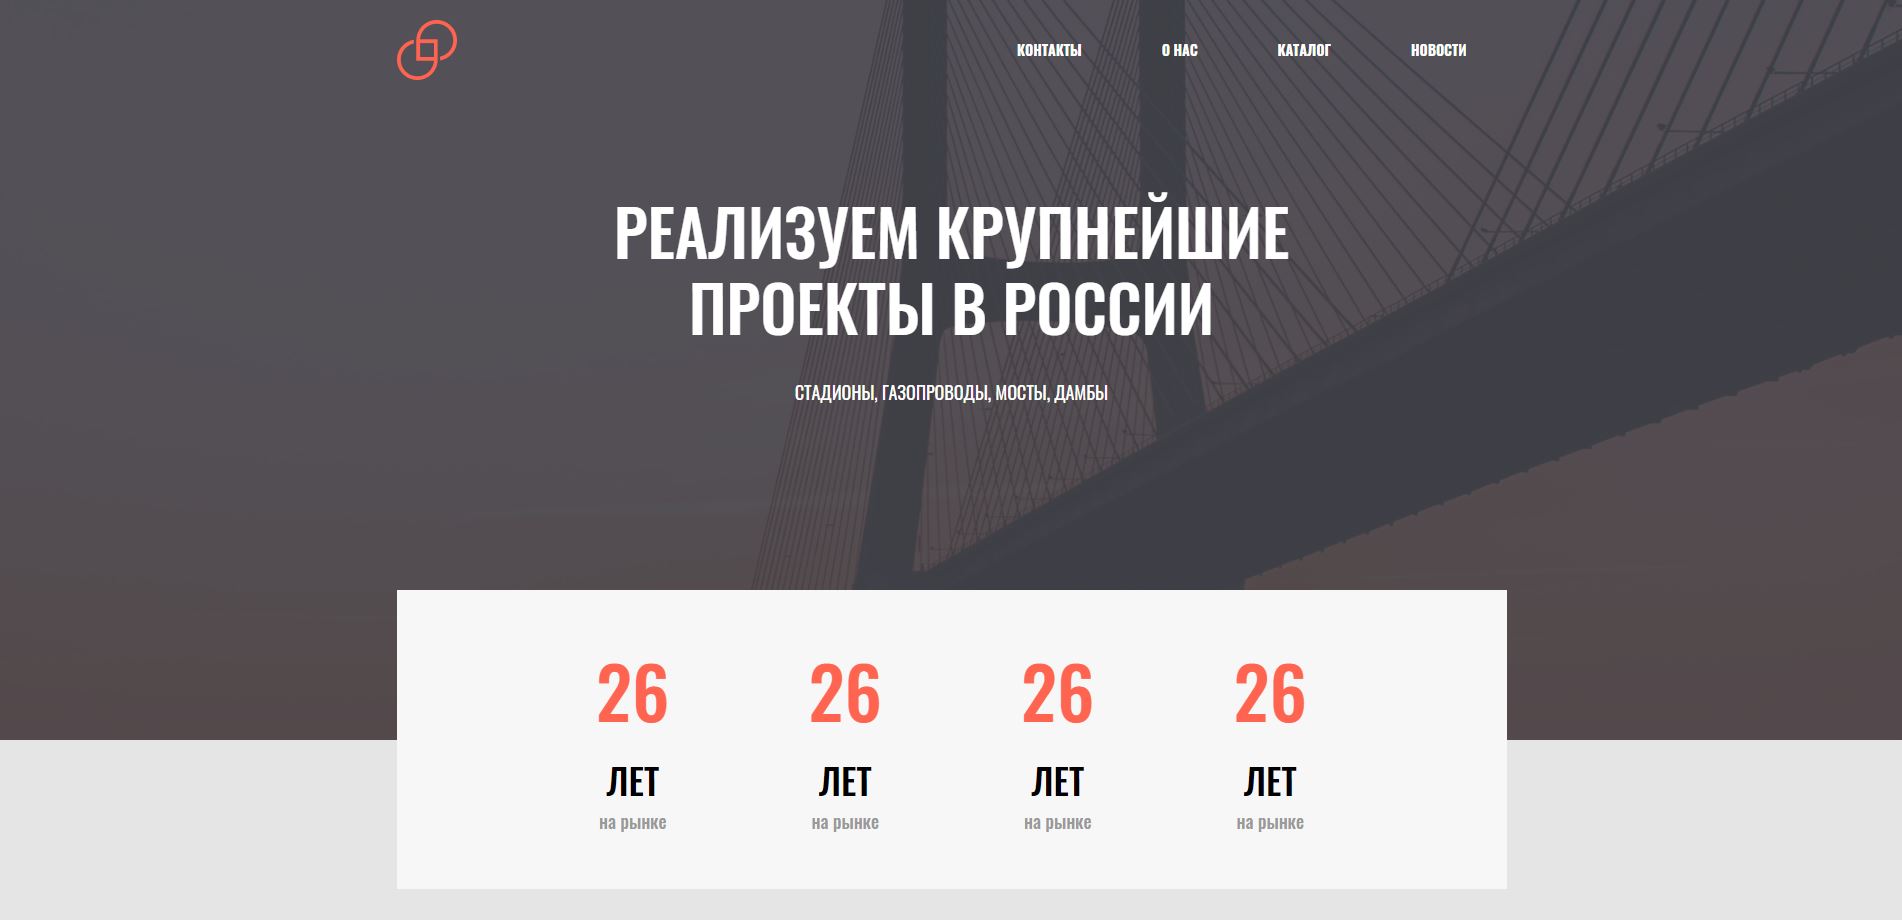 КОНТАКТЫ О НАС КАТАЛОГ НОВОСТИ
РЕАЛИЗУЕМ КРУПНЕЙШИЕ
ПРОЕКТЫ В РОССИИ
СТАДИОНЫ, ГАЗОПРОВОДЫ, МОСТЫ, ДАМБЫ
26 26 26 26
ЛЕТ ЛЕТ ЛЕТ ЛЕТ
на рынке на рынке на рынке на рынке